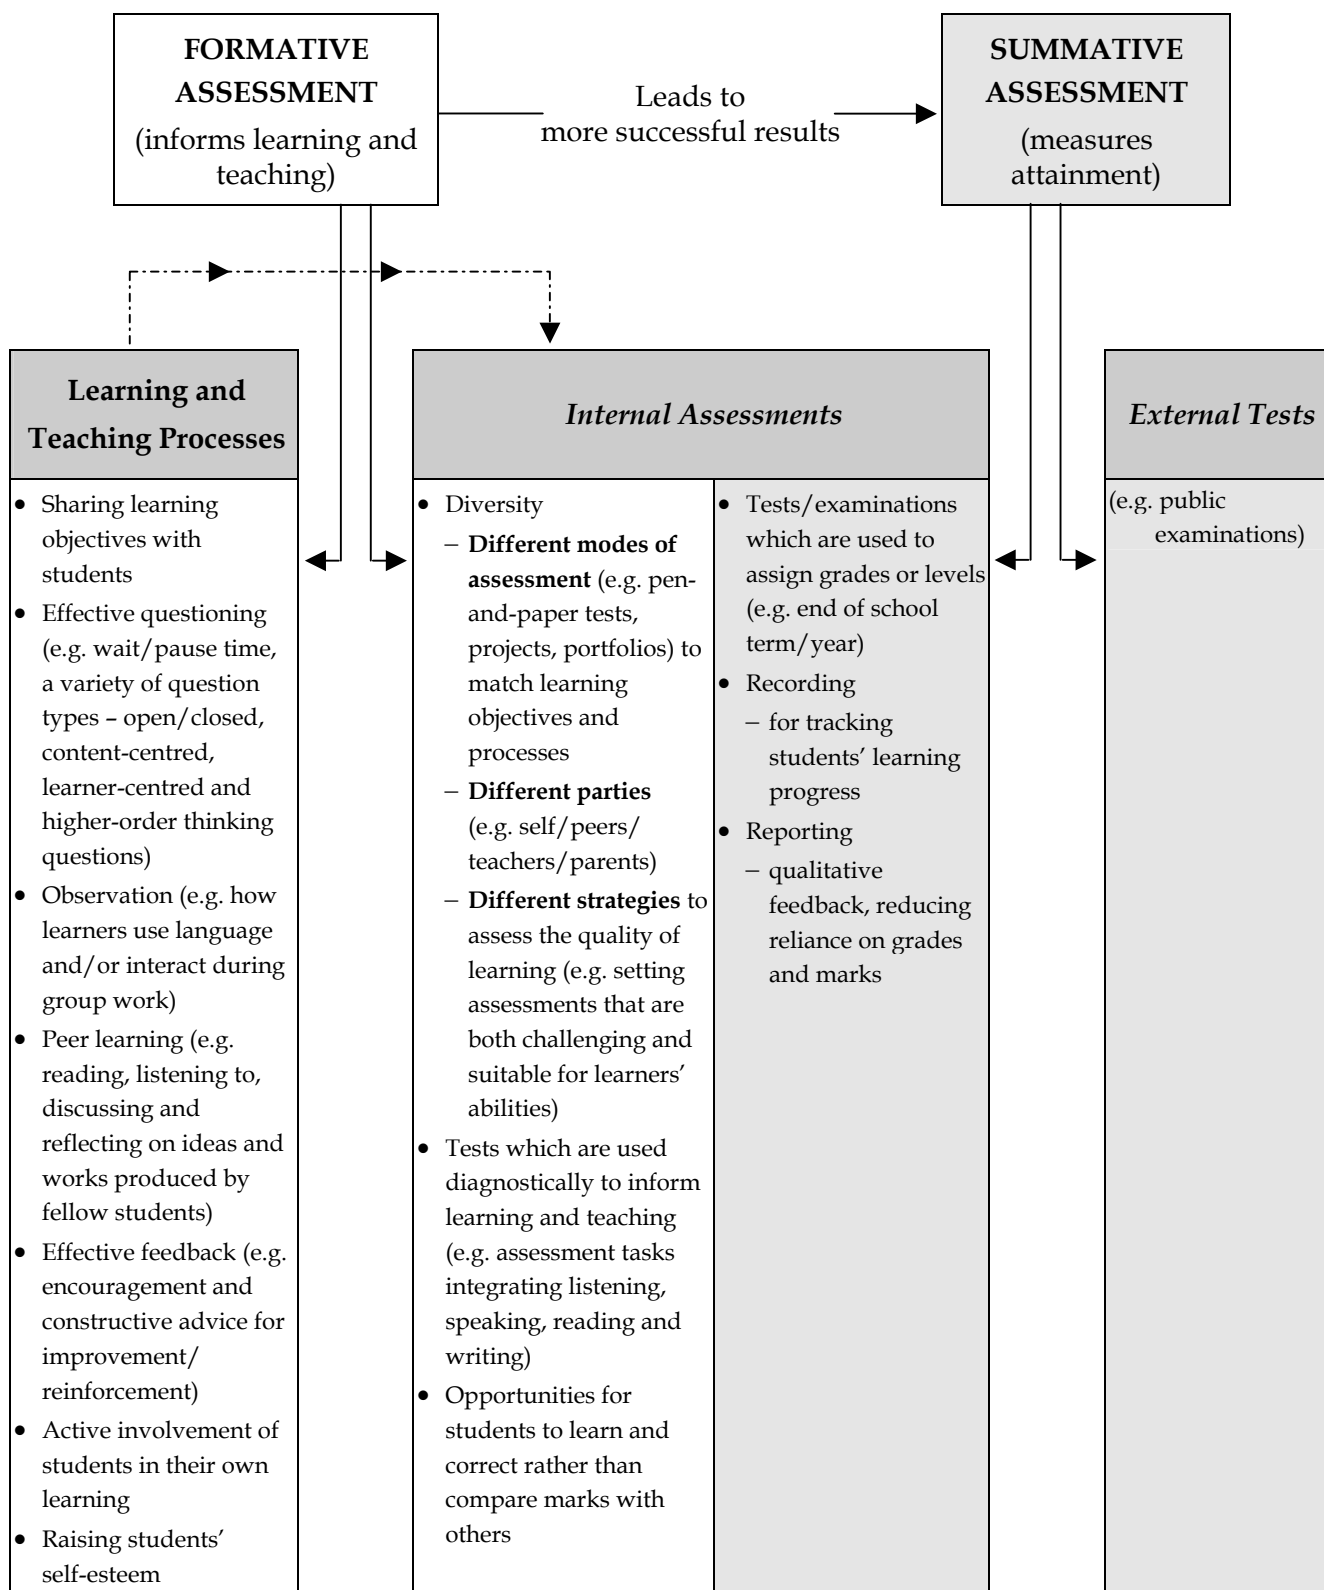 FORMATIVE
ASSESSMENT
(informs learning and
teaching)
Leads to
more successful results
SUMMATIVE
ASSESSMENT
(measures
attainment)
Learning and
Teaching Processes
• Sharing learning
objectives with
students
• Effective questioning
(e.g. wait/pause time,
a variety of question
types – open/closed,
content-centred,
learner-centred and
higher-order thinking
questions)
• Observation (e.g. how
learners use language
and/or interact during
group work)
• Peer learning (e.g.
reading, listening to,
discussing and
reflecting on ideas and
works produced by
fellow students)
• Effective feedback (e.g.
encouragement and
constructive advice for
improvement/
reinforcement)
• Active involvement of
students in their own
learning
• Raising students’
self-esteem
Internal Assessments
• Diversity
– Different modes of
assessment (e.g. pen-
and-paper tests,
projects, portfolios) to
match learning
objectives and
processes
– Different parties
(e.g. self/peers/
teachers/parents)
– Different strategies to
assess the quality of
learning (e.g. setting
assessments that are
both challenging and
suitable for learners’
abilities)
• Tests which are used
diagnostically to inform
learning and teaching
(e.g. assessment tasks
integrating listening,
speaking, reading and
writing)
• Opportunities for
students to learn and
correct rather than
compare marks with
others
• Tests/examinations
which are used to
assign grades or levels
(e.g. end of school
term/year)
• Recording
– for tracking
students’ learning
progress
• Reporting
– qualitative
feedback, reducing
reliance on grades
and marks
External Tests
(e.g. public
examinations)